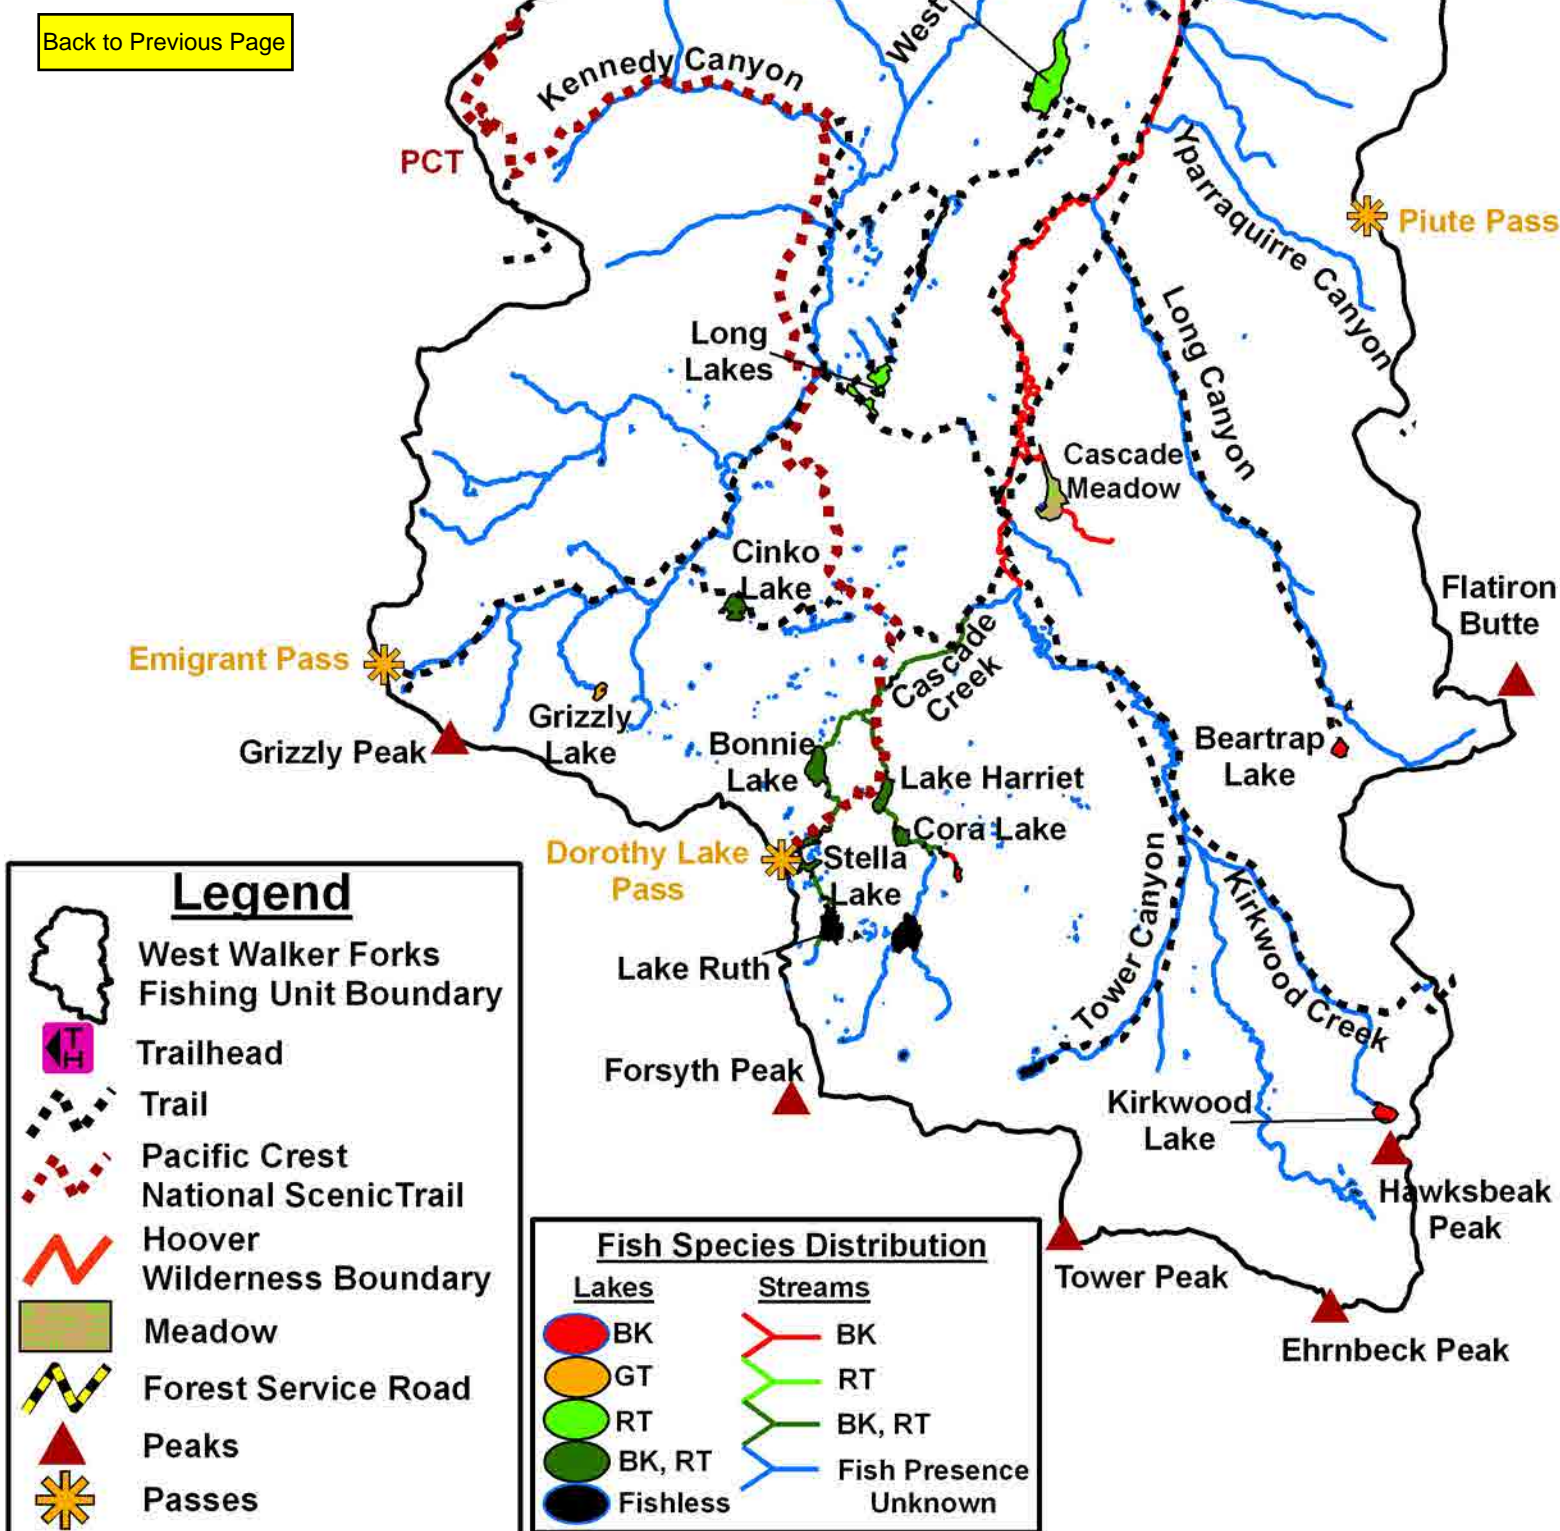 Back to Previous Page
West
Kennedy Canyon
PCT
Yparraquirre Canyon
Piute Pass
Long Canyon
Long
Lakes
Cascade
Meadow
Cinko
Lake
Flatiron
Butte
Emigrant Pass
Cascade
Creek
Grizzly
Lake
Grizzly Peak
Bonnie
Lake
Beartrap
Lake
Lake Harriet
Cora Lake
Dorothy Lake
Pass
Stella
Lake
Tower Canyon
Kirkwood Creek
Lake Ruth
Forsyth Peak
Kirkwood
Lake
Hawksbeak
Peak
Tower Peak
Ehrnbeck Peak
Legend
West Walker Forks
Fishing Unit Boundary
TH
Trailhead
Trail
Pacific Crest
National ScenicTrail
Hoover
Wilderness Boundary
Meadow
Forest Service Road
Peaks
Passes
Fish Species Distribution
Lakes
Streams
BK
BK
GT
RT
RT
BK, RT
BK, RT
Fish Presence
Unknown
Fishless